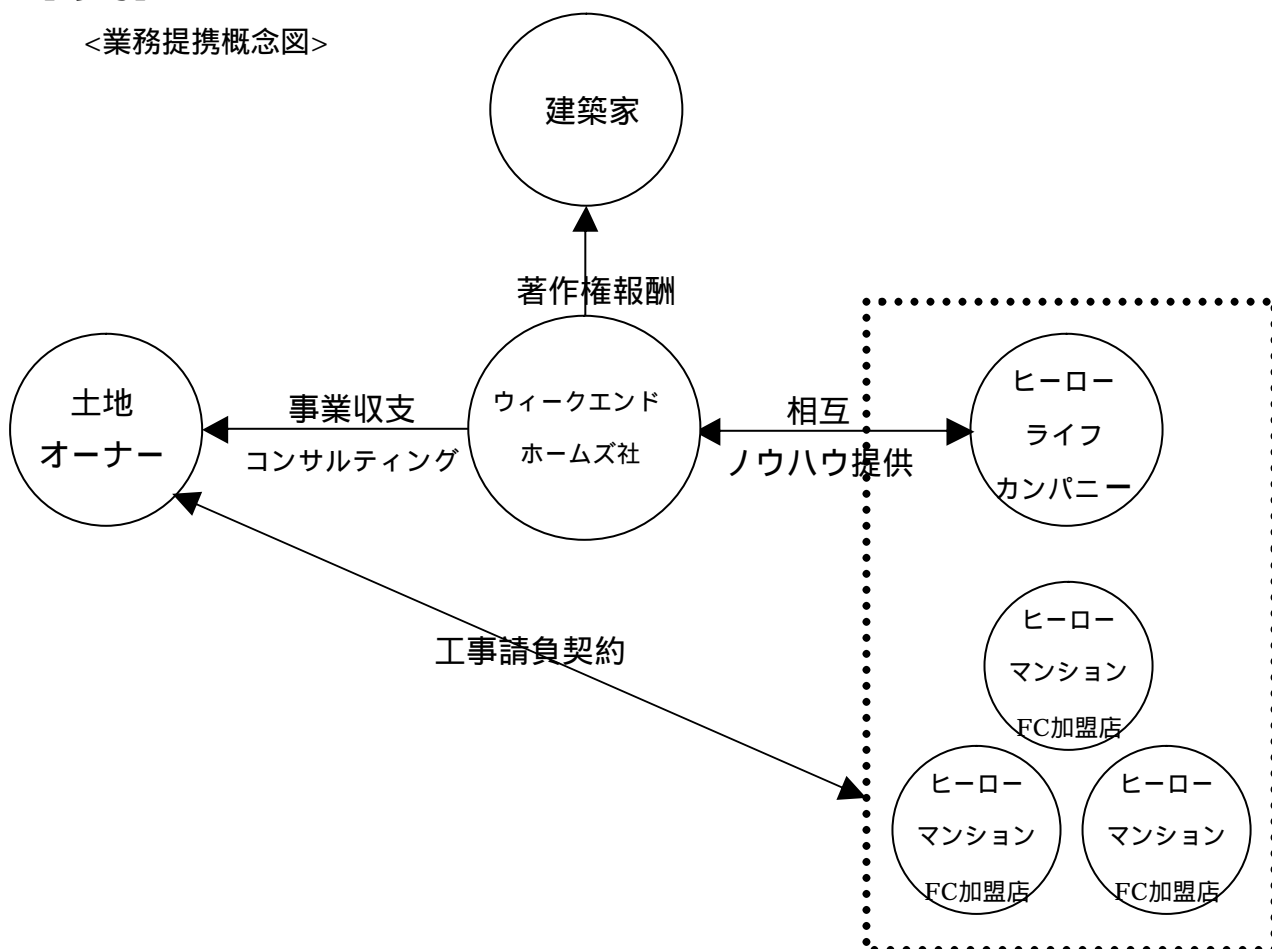 <業務提携概念図>
建築家
著作権報酬
土地
オーナー
事業収支
コンサルティング
ウィークエンド
ホームズ社
相互
ノウハウ提供
ヒーロー
ライフ
カンパニー
工事請負契約
ヒーロー
マンション
FC加盟店
ヒーロー
マンション
FC加盟店
ヒーロー
マンション
FC加盟店